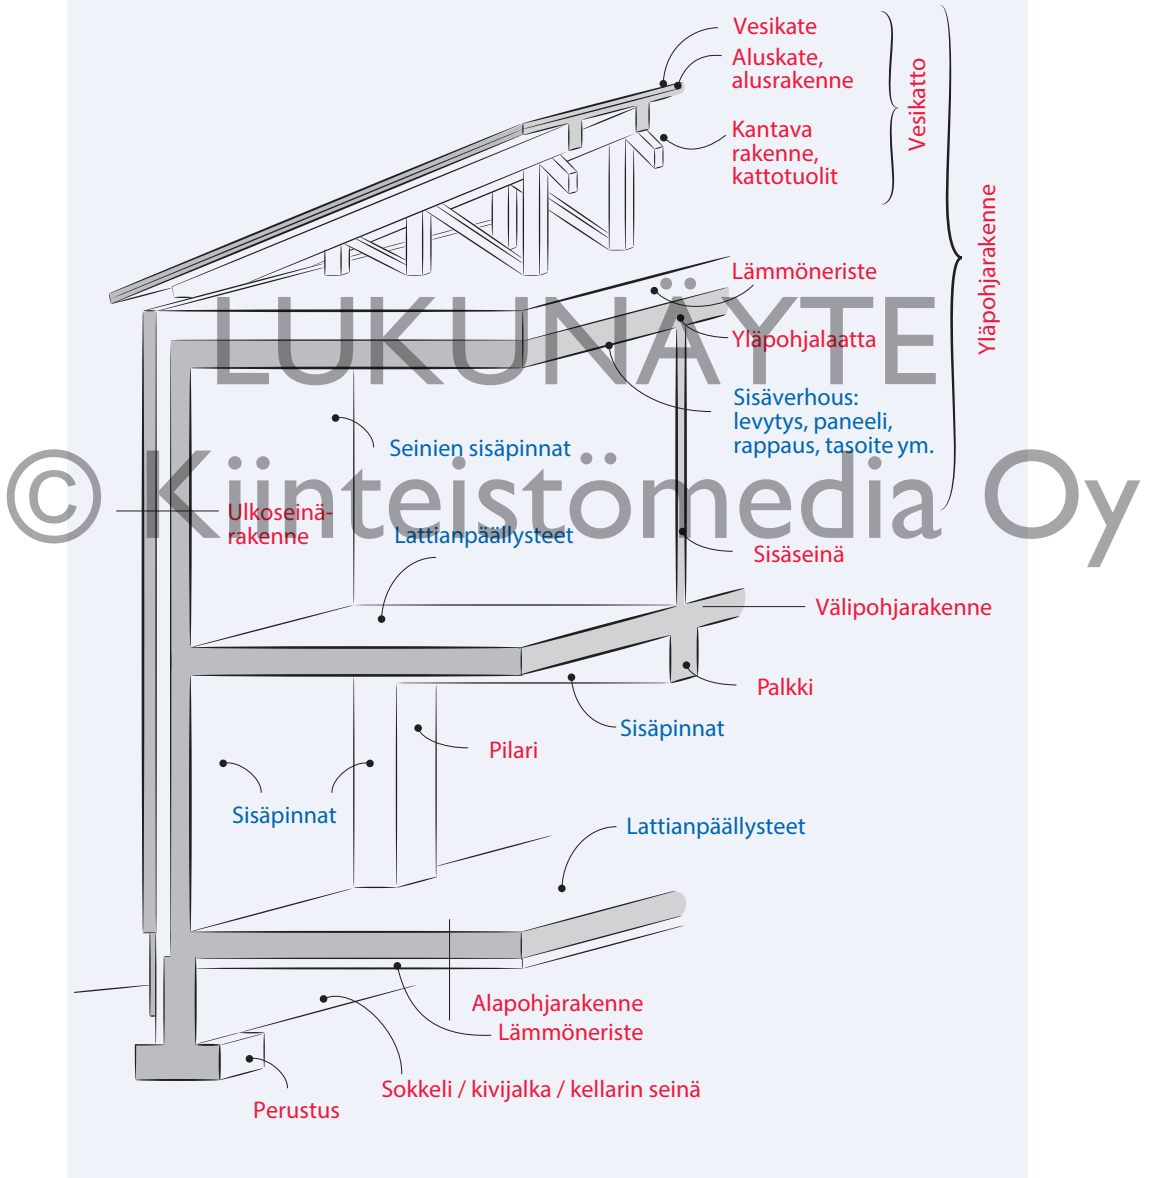 Vesikate
Aluskate,
alusrakenne
Kantava
rakenne,
kattotuolit
Vesikatto
Yläpohjarakenne
Lämmöneriste
LUKUNÄYTE
Yläpohjalaatta
Sisäverhous:
levytys, paneeli,
rappaus, tasoite ym.
Seinien sisäpinnat
© Kiinteistömedia Oy
Ulkoseinä-
rakenne
Lattianpäällysteet
Sisäseinä
Välipohjarakenne
Palkki
Sisäpinnat
Pilari
Sisäpinnat
Lattianpäällysteet
Alapohjarakenne
Lämmöneriste
Sokkeli / kivijalka / kellarin seinä
Perustus